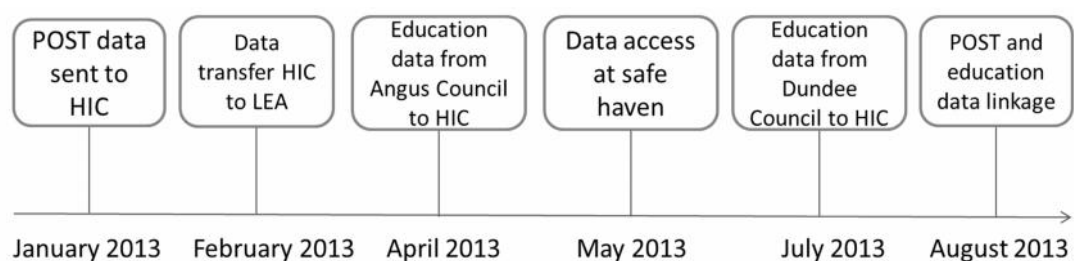 POST data
sent to
HIC
Data
transfer HIC
to LEA
Education
data from
Angus Council
to HIC
Data access
at safe
haven
Education
data from
Dundee
Council to HIC
POST and
education
data linkage
January 2013
February 2013
April 2013
May 2013
July 2013
August 2013